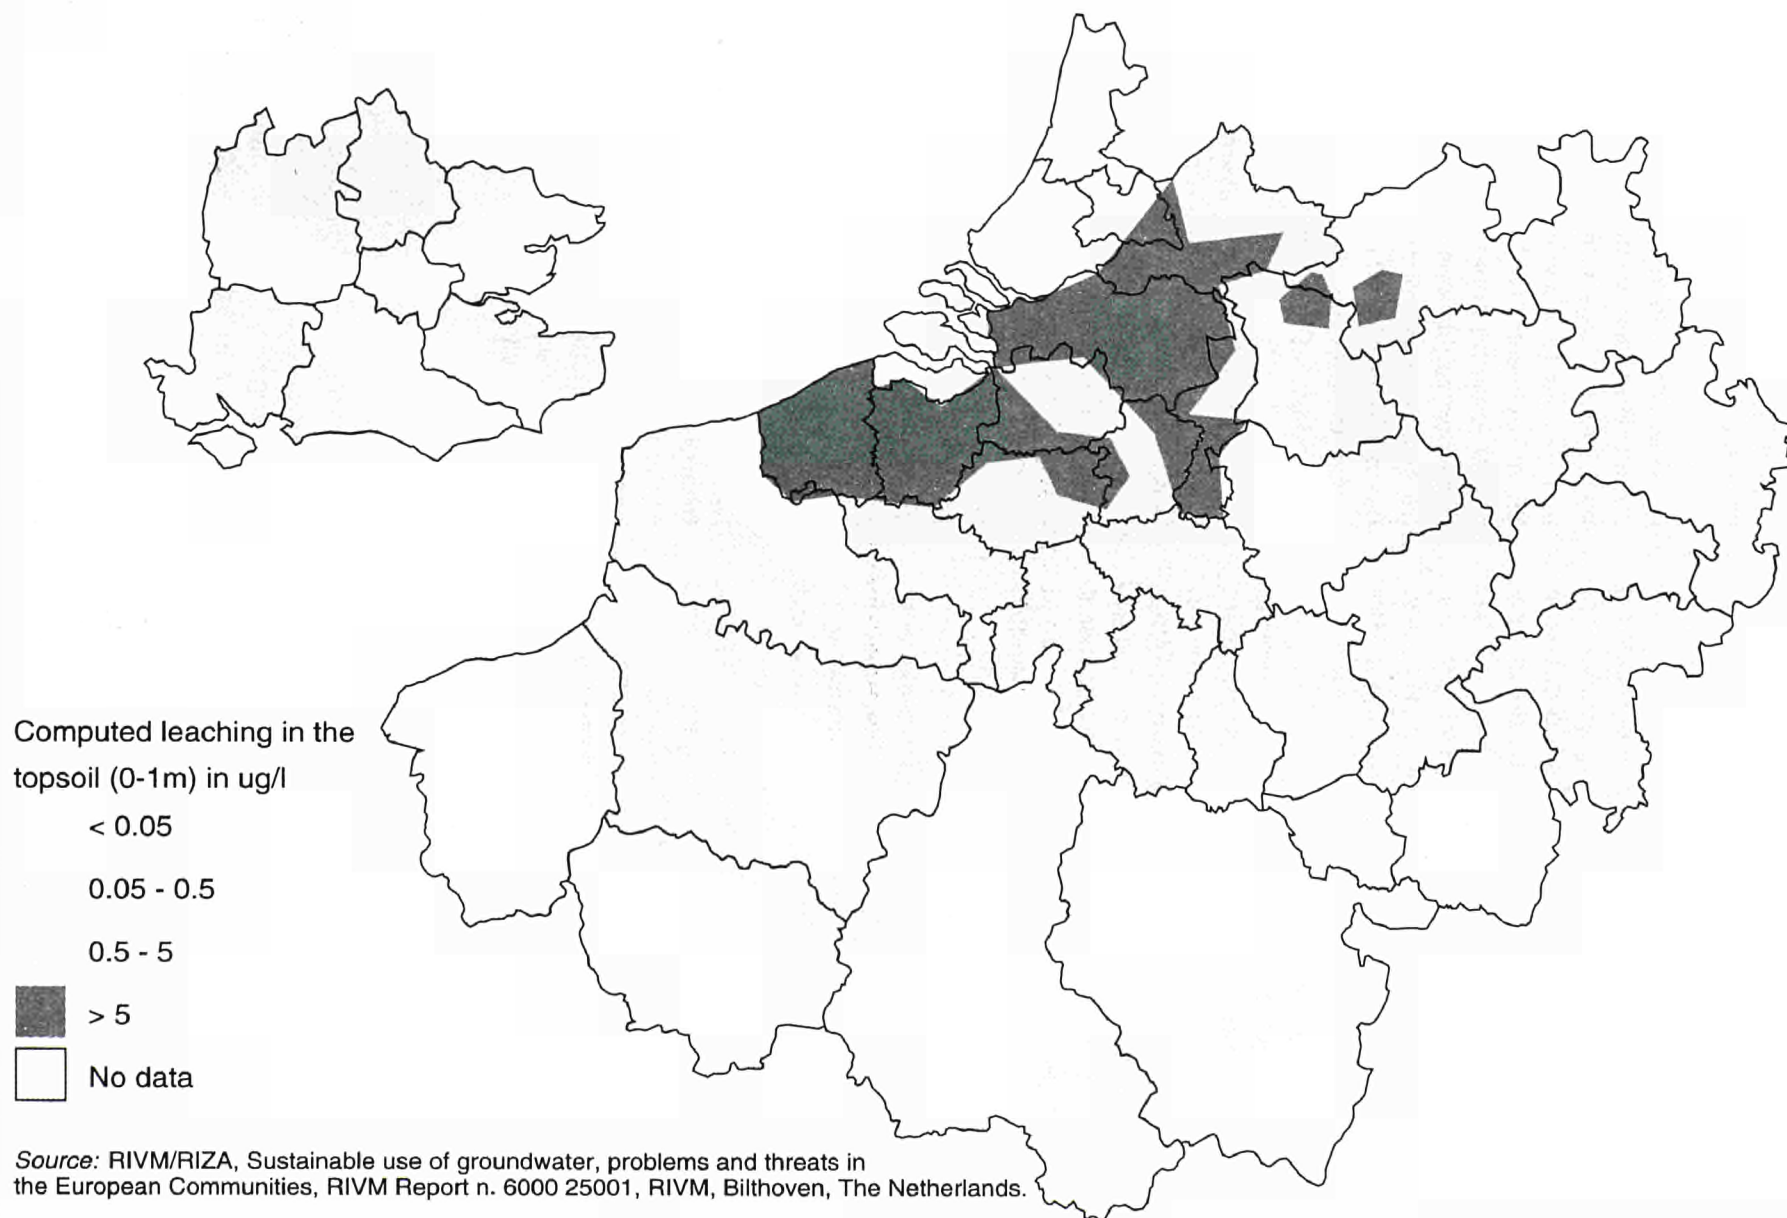 Computed leaching in the
topsoil (0-1m) in ug/l
< 0.05
0.05 - 0.5
0.5 - 5
> 5
No data
Source: RIVM/RIZA, Sustainable use of groundwater, problems and threats in
the European Communities, RIVM Report n. 6000 25001, RIVM, Bilthoven, The Netherlands.